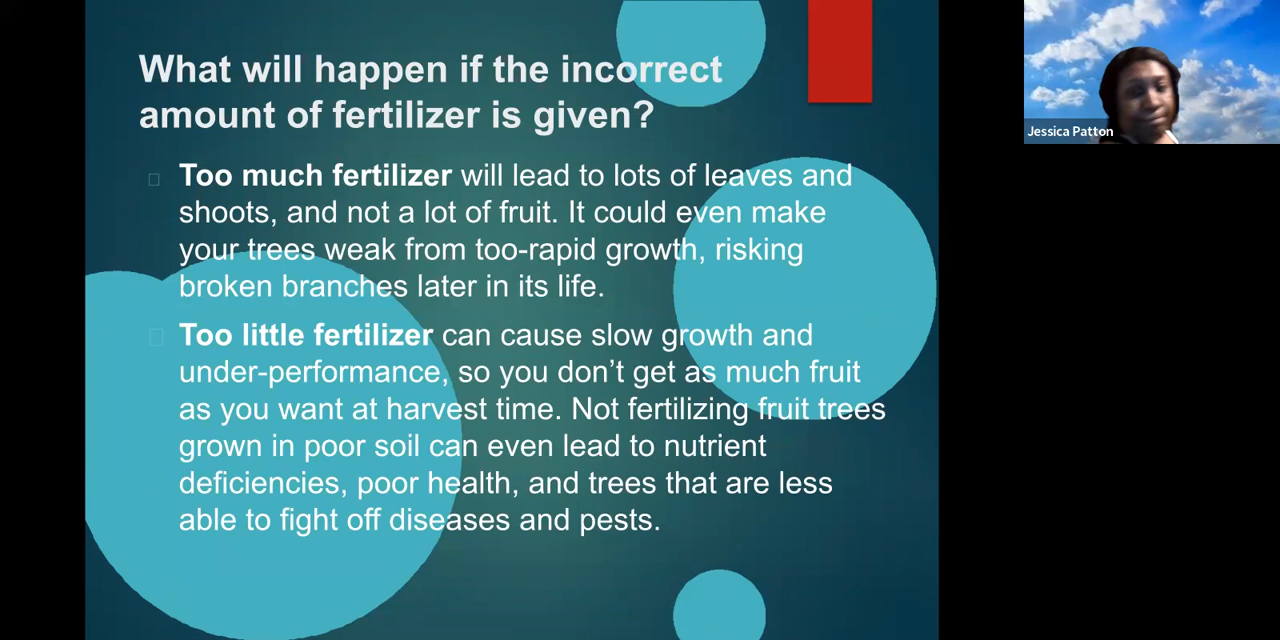 What will happen if the incorrect
amount of fertilizer is given?
Too much fertilizer will lead to lots of leaves and
shoots, and not a lot of fruit. It could even make
your trees weak from too-rapid growth, risking
broken branches later in its life.
Too little fertilizer can cause slow growth and
under-performance, so you don’t get as much fruit
as you want at harvest time. Not fertilizing fruit trees
grown in poor soil can even lead to nutrient
deficiencies, poor health, and trees that are less
able to fight off diseases and pests.
Jessica Patton